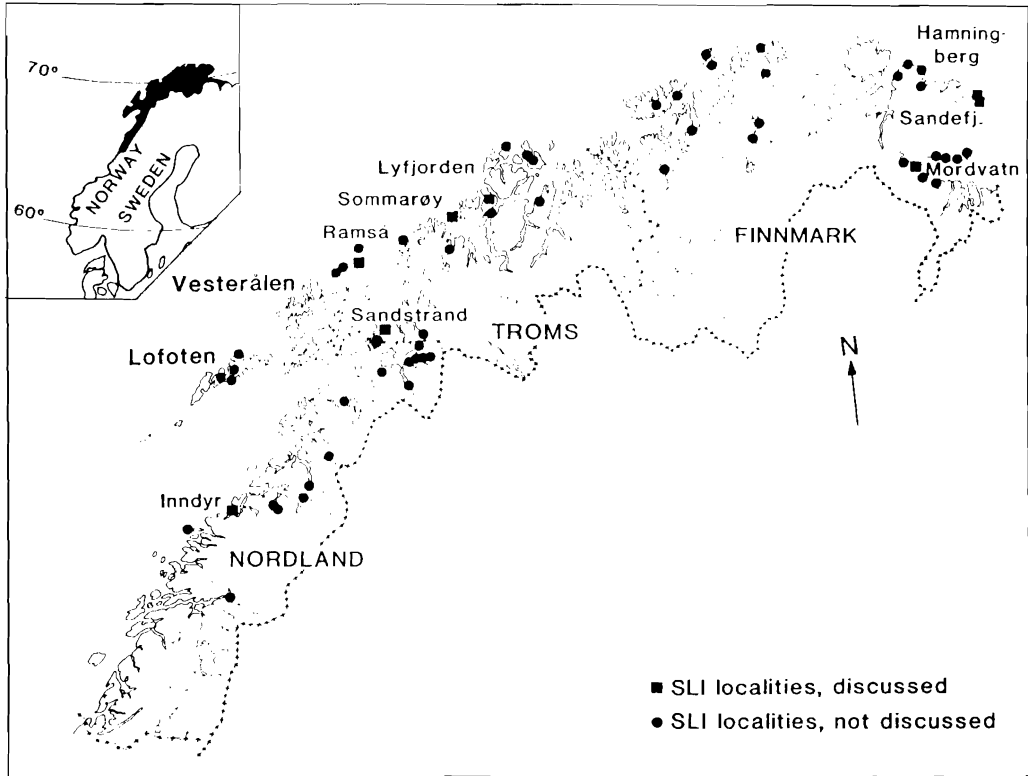 70°
60°
NORWAY
SWEDEN
Hamning-
berg
Sandefj.
Mordvatn
Lyfjorden
Sommarøy
Ramså
Vesterålen
FINNMARK
Sandstrand
TROMS
Lofoten
N
Inndyr
NORDLAND
SLI localities, discussed
SLI localities, not discussed